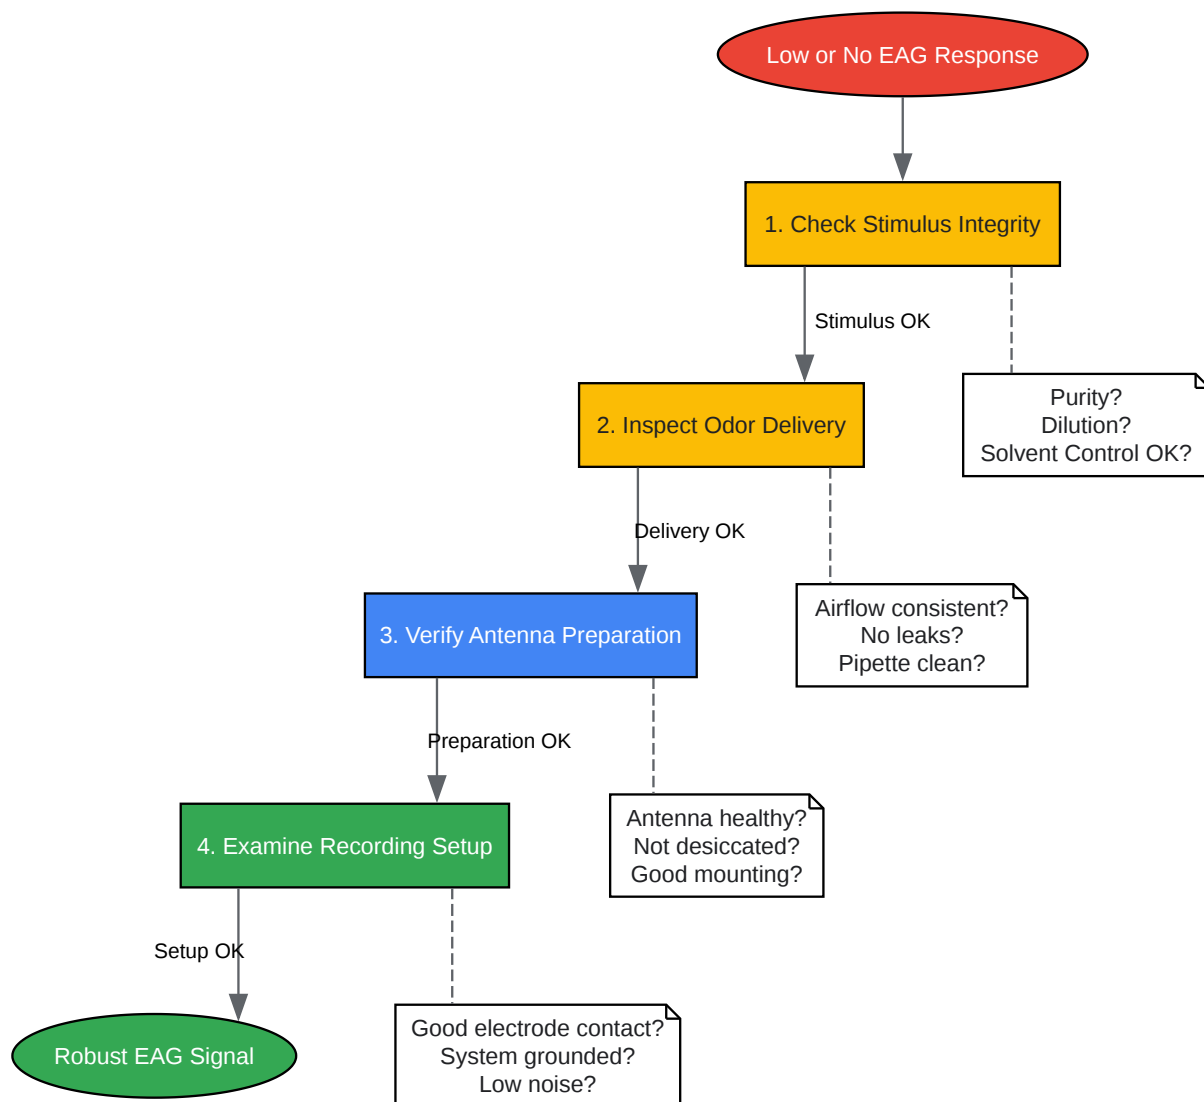 Low or No EAG Response
1. Check Stimulus Integrity
Stimulus OK
Purity?
Dilution?
Solvent Control OK?
2. Inspect Odor Delivery
Delivery OK
Airflow consistent?
No leaks?
Pipette clean?
3. Verify Antenna Preparation
Preparation OK
Antenna healthy?
Not desiccated?
Good mounting?
4. Examine Recording Setup
Setup OK
Good electrode contact?
System grounded?
Low noise?
Robust EAG Signal